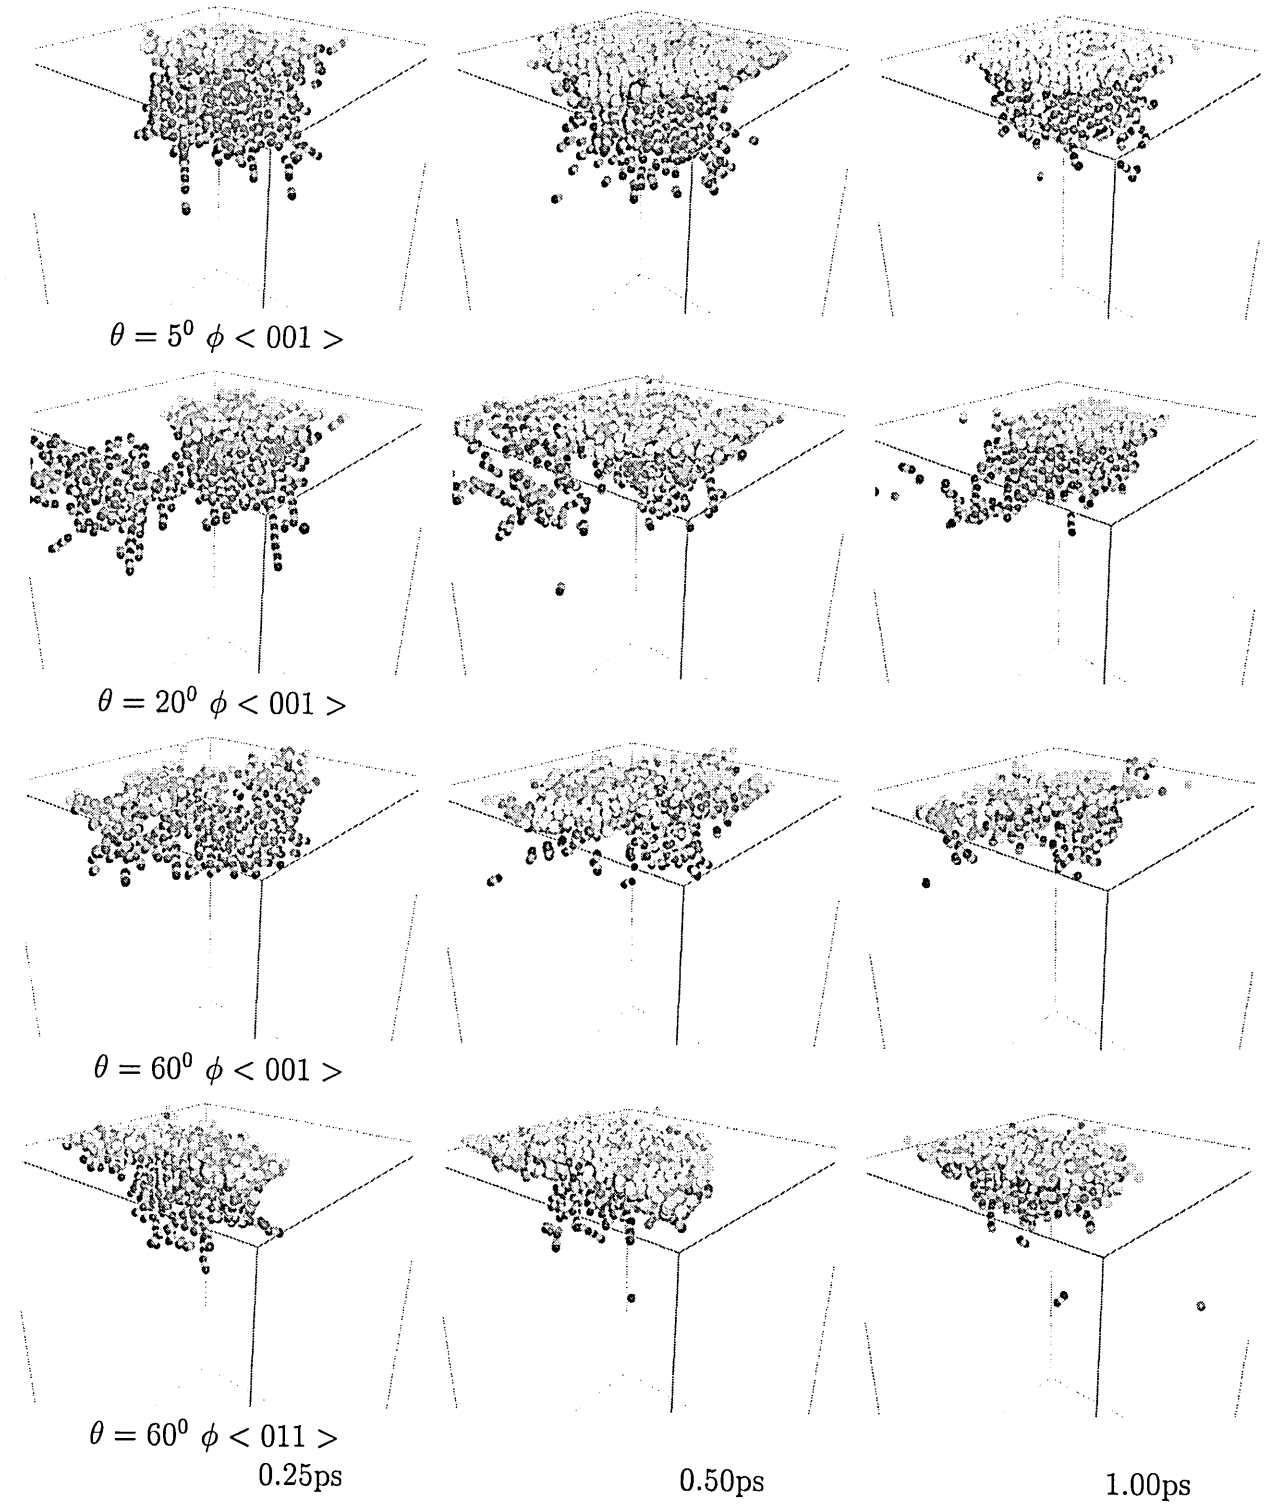 θ = 5⁰ ϕ < 001 >
θ = 20⁰ ϕ < 001 >
θ = 60⁰ ϕ < 001 >
θ = 60⁰ ϕ < 011 >
0.25ps 0.50ps 1.00ps